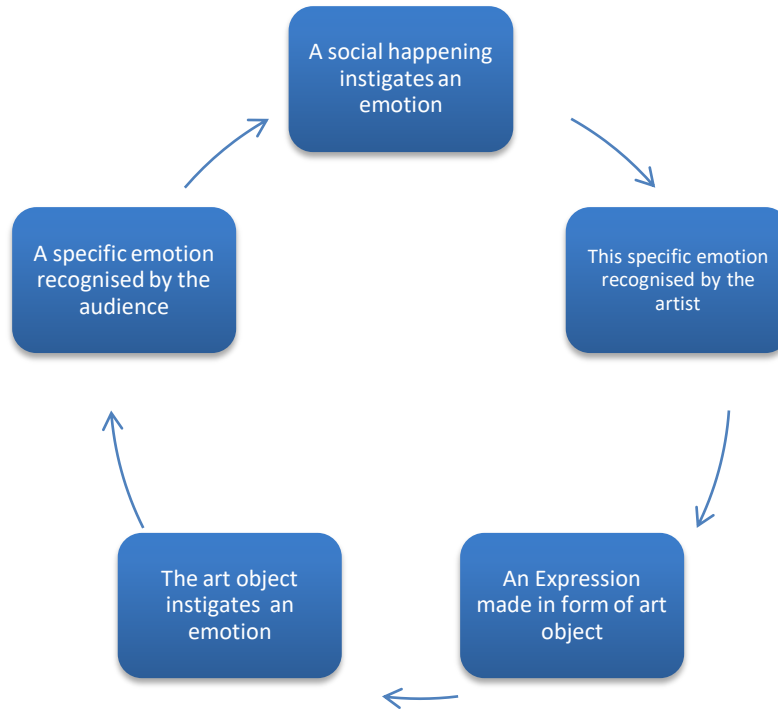 A social happening
instigates an
emotion
This specific emotion
recognised by the
artist
An Expression
made in form of art
object
The art object
instigates an
emotion
A specific emotion
recognised by the
audience